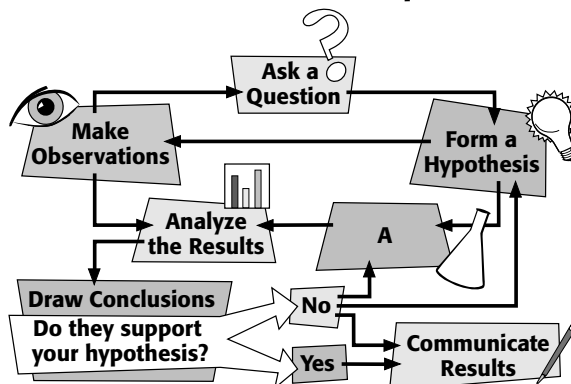 Ask a
Question
Make
Observations
Form a
Hypothesis
Analyze
the Results
A
Draw Conclusions
Do they support
your hypothesis?
No
Yes
Communicate
Results